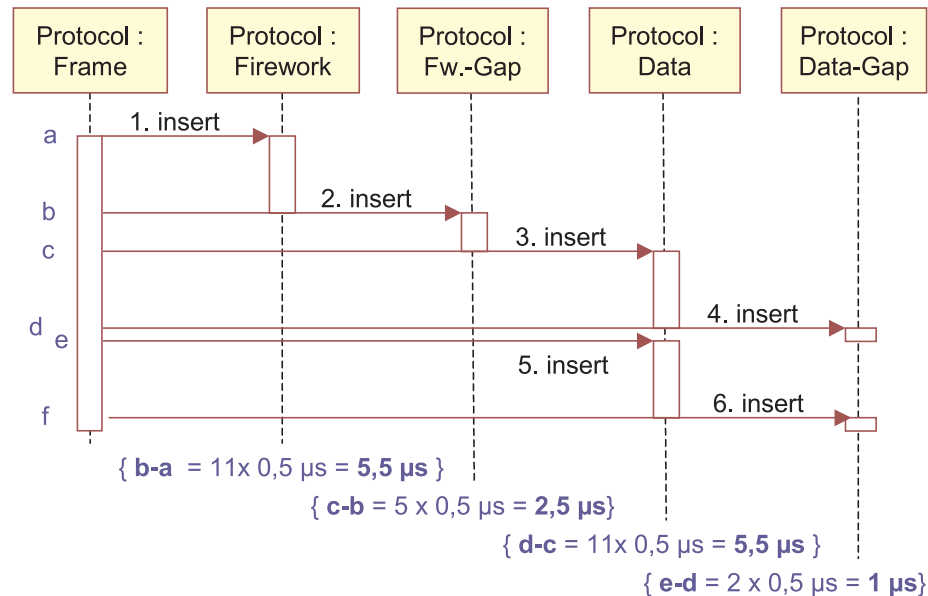 Protocol :
Frame
Protocol :
Firework
Protocol :
Fw.-Gap
Protocol :
Data
Protocol :
Data-Gap
a
1. insert
b
2. insert
c
3. insert
d
4. insert
e
5. insert
f
6. insert
{ b-a = 11x 0,5 µs = 5,5 µs }
{ c-b = 5 x 0,5 µs = 2,5 µs}
{ d-c = 11x 0,5 µs = 5,5 µs }
{ e-d = 2 x 0,5 µs = 1 µs}